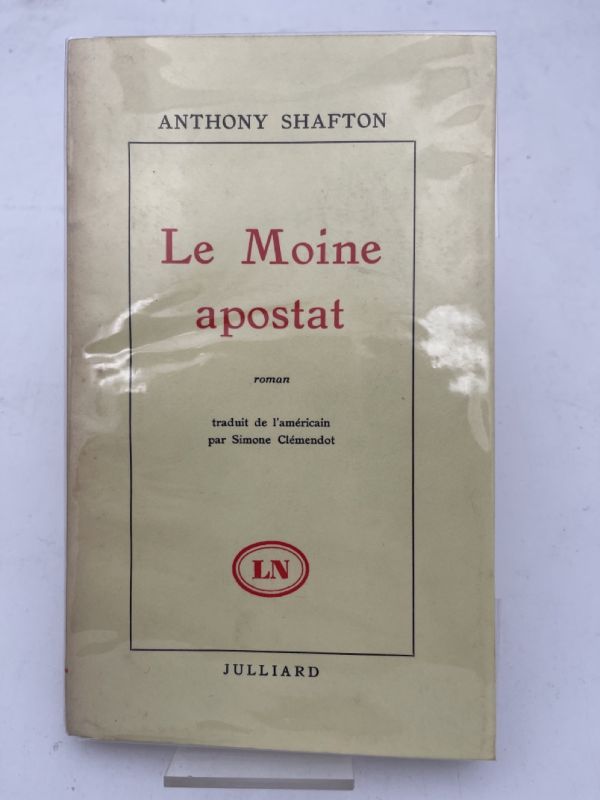 ANTHONY SHAFTON
Le Moine
apostat
roman
traduit de l'américain
par Simone Clémendot
LN
JULLIARD